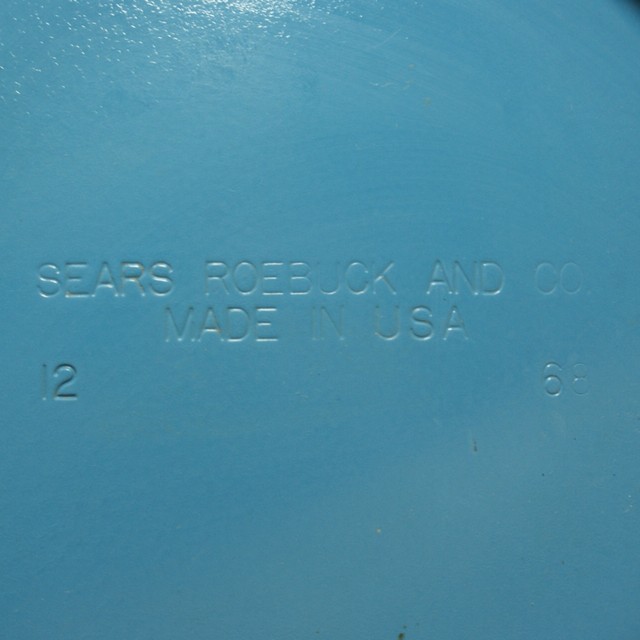 SEARS ROEBUCK AND CO.
MADE IN USA
12 68